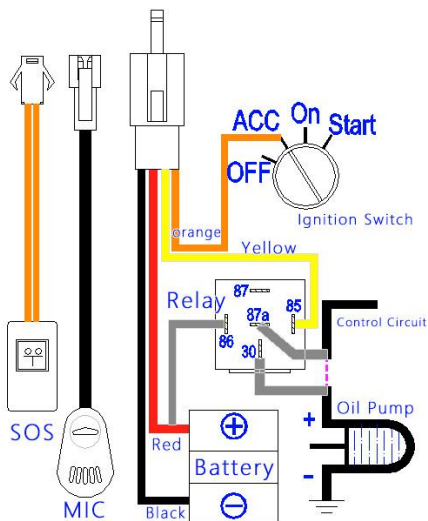 On
ACC
Start
OFF
Ignition Switch
orange
Yellow
87
Relay
87a
85
86
30
Control Circuit
SOS
MIC
Red
+
Battery
Black
−
Oil Pump
+
-